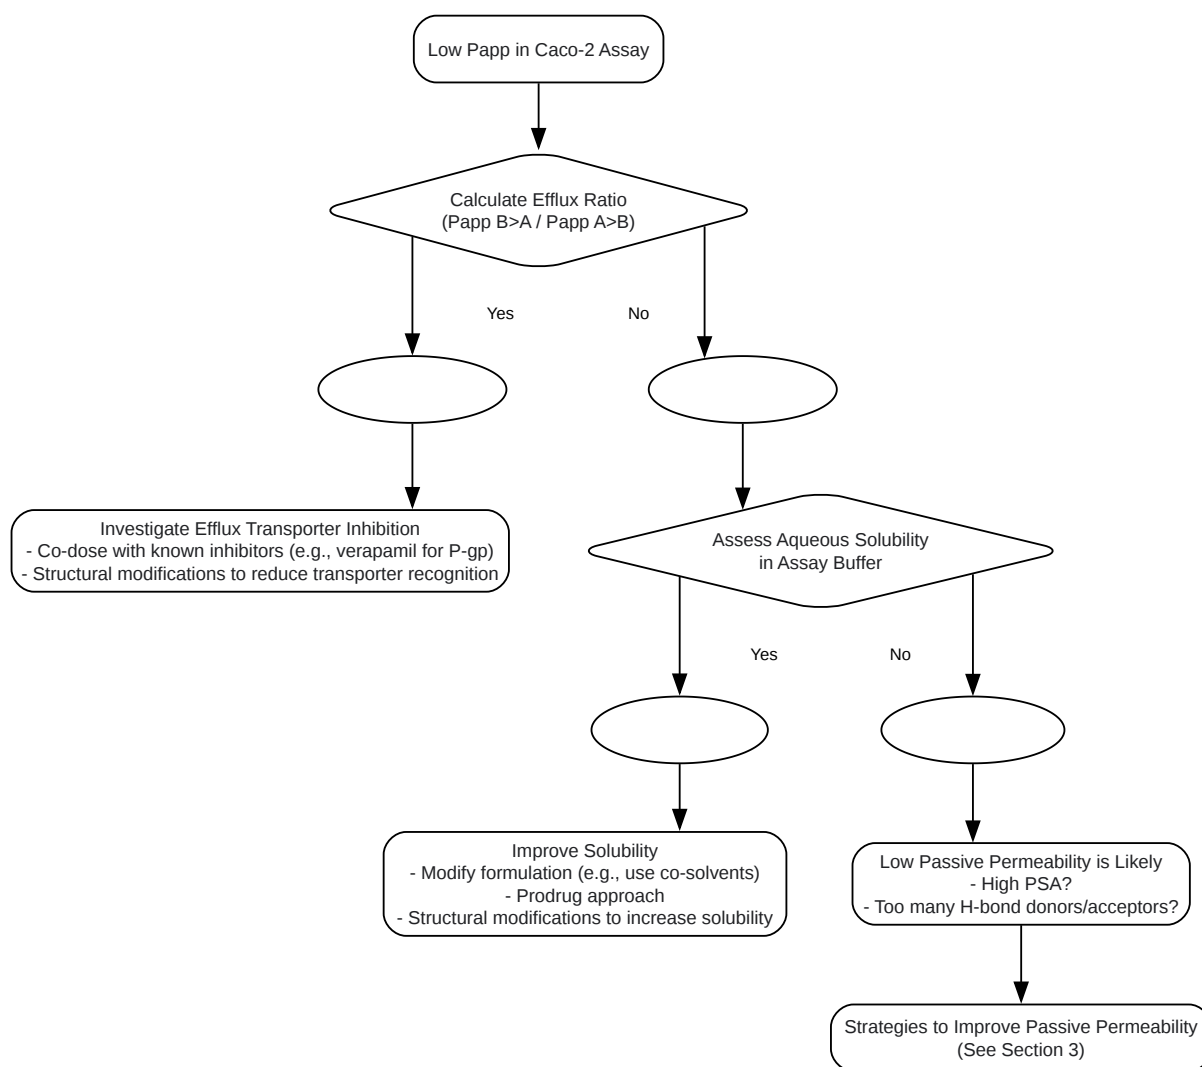 Low Papp in Caco-2 Assay
Calculate Efflux Ratio
(Papp B>A / Papp A>B)
Yes
No
Investigate Efflux Transporter Inhibition
- Co-dose with known inhibitors (e.g., verapamil for P-gp)
- Structural modifications to reduce transporter recognition
Assess Aqueous Solubility
in Assay Buffer
Yes
No
Improve Solubility
- Modify formulation (e.g., use co-solvents)
- Prodrug approach
- Structural modifications to increase solubility
Low Passive Permeability is Likely
- High PSA?
- Too many H-bond donors/acceptors?
Strategies to Improve Passive Permeability
(See Section 3)